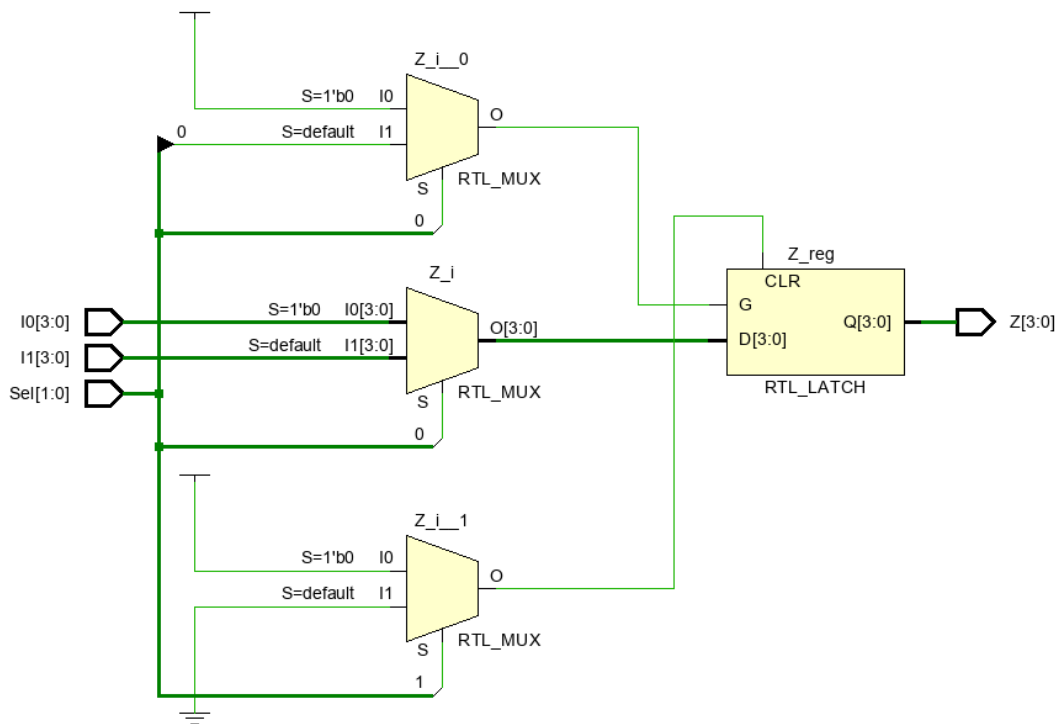 Z_i__0
S=1'b0 I0
O
0 S=default I1
S RTL_MUX
0
Z_i
Z_reg
CLR
S=1'b0 I0[3:0]
G
I0[3:0]
O[3:0]
Q[3:0] Z[3:0]
S=default I1[3:0]
D[3:0]
I1[3:0]
Sel[1:0]
S RTL_MUX
RTL_LATCH
0
Z_i__1
S=1'b0 I0
O
S=default I1
S RTL_MUX
1